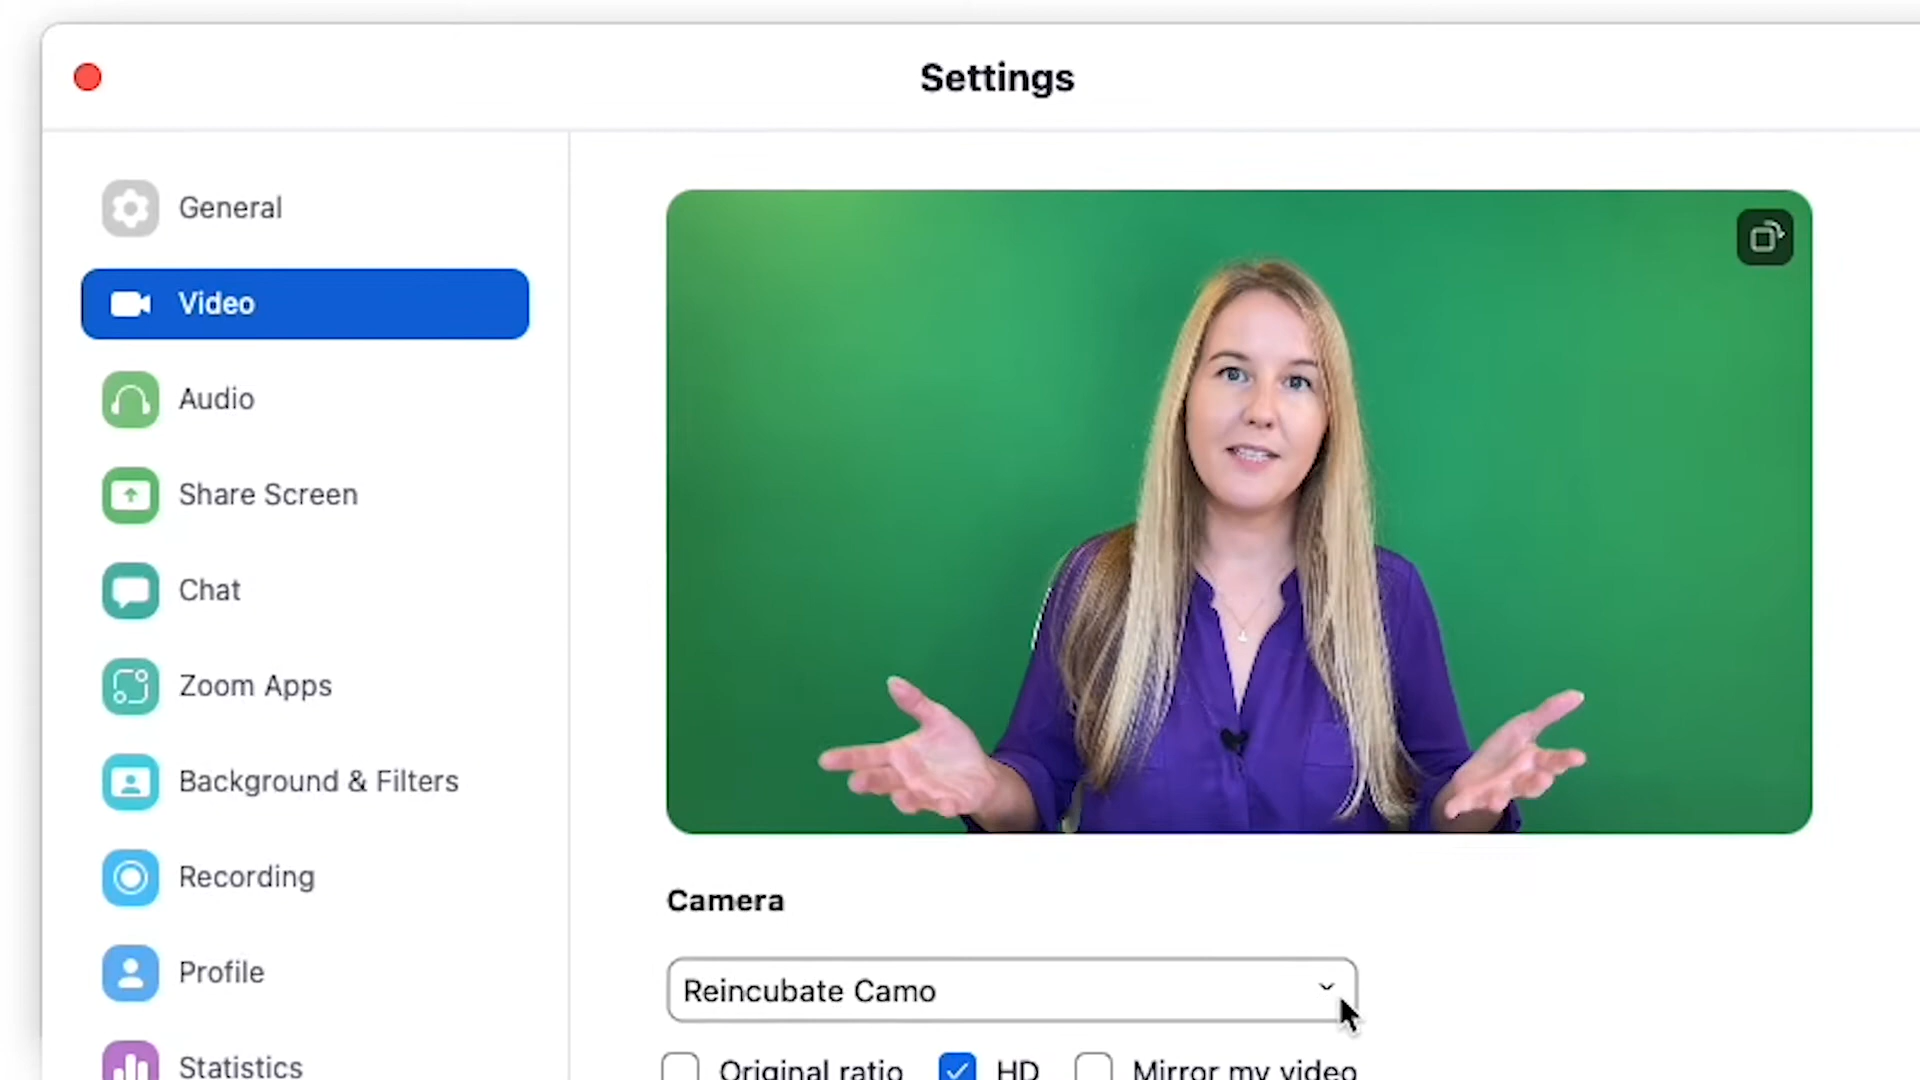 Settings
General
Video
Audio
Share Screen
Chat
Zoom Apps
Background & Filters
Recording
Profile
Statistics
Camera
Reincubate Camo
Original ratio HD Mirror my video